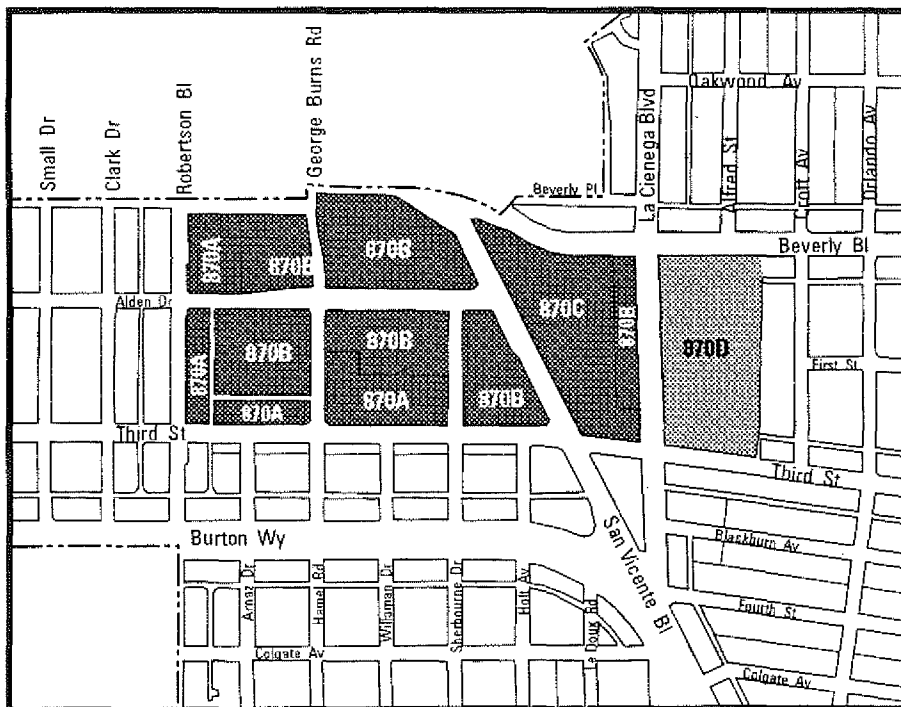 Small Dr
Clark Dr
Robertson Bl
George Burns Rd
La Cienega Blvd
Oakwood Av
Alfred St
Croft Av
Orlando Av
Beverly Pl
Beverly Bl
870A
870B
870B
870C
870B
870D
Alden Dr
870A
870B
870B
870A
870A
870B
First St
Third St
Third St
Burton Wy
San Vicente Bl
Blackburn Av
Arnaz Dr
Hamel Rd
Willaman Dr
Sherbourne Dr
Holt Av
Le Doux Rd
Fourth St
Colgate Av
Colgate Av